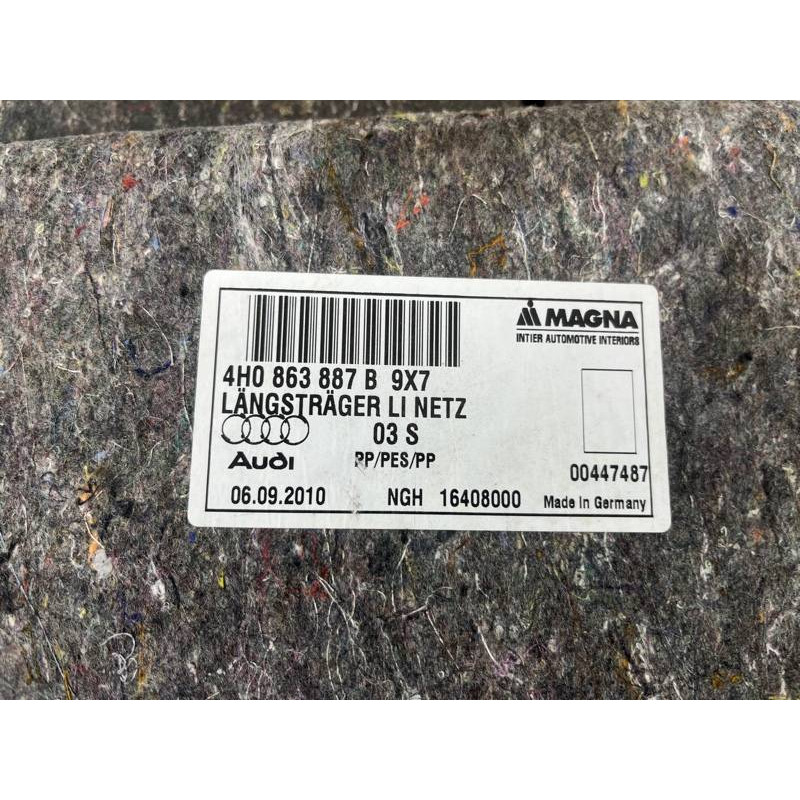 MAGNA
INTIER AUTOMOTIVE INTERIORS
4H0 863 887 B 9X7
LÄNGSTRÄGER LI NETZ
03 S
Audi PP/PES/PP
00447487
06.09.2010 NGH 16408000 Made in Germany